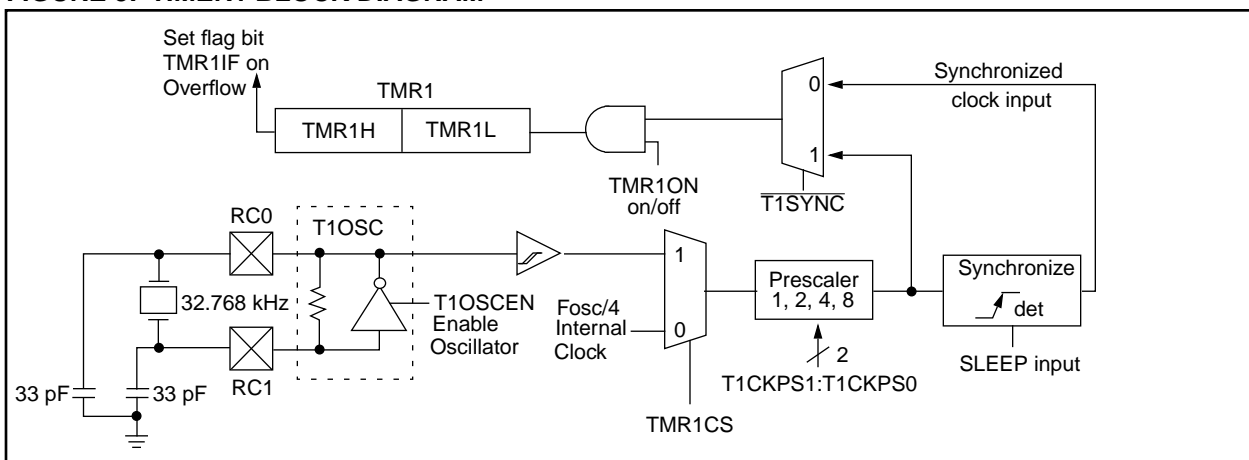 Set flag bit
TMR1IF on
Overflow
TMR1
TMR1H
TMR1L
TMR1ON
on/off
0
1
T1SYNC
Synchronized
clock input
RC0
T1OSC
32.768 kHz
RC1
33 pF
33 pF
T1OSCEN
Enable
Oscillator
Fosc/4
Internal
Clock
1
0
TMR1CS
Prescaler
1, 2, 4, 8
2
T1CKPS1:T1CKPS0
Synchronize
det
SLEEP input